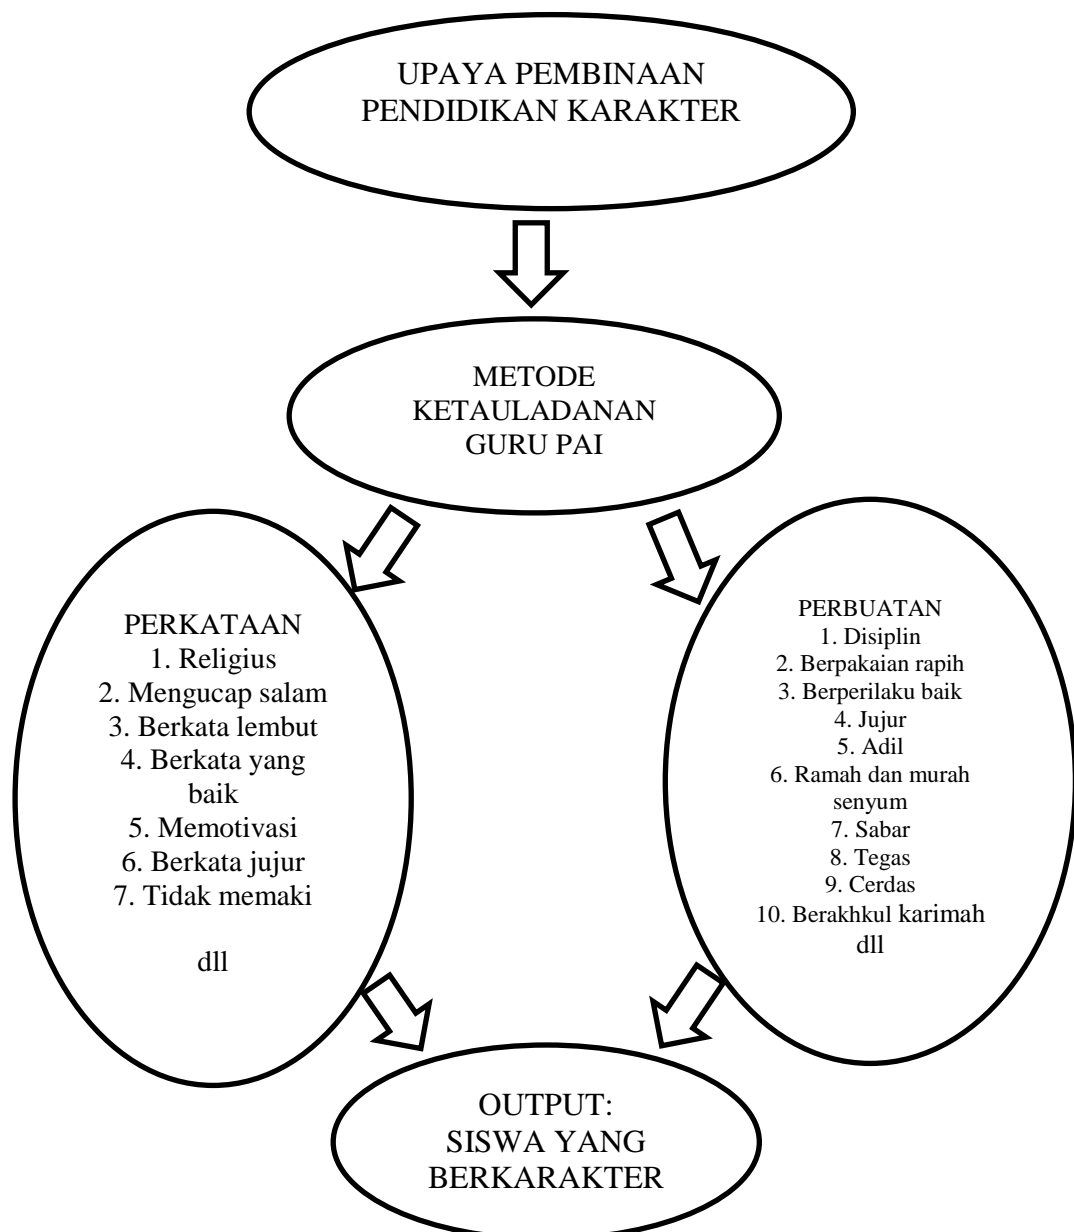 UPAYA PEMBINAAN
PENDIDIKAN KARAKTER
METODE
KETAULADANAN
GURU PAI
PERKATAAN
1. Religius
2. Mengucap salam
3. Berkata lembut
4. Berkata yang
baik
5. Memotivasi
6. Berkata jujur
7. Tidak memaki
dll
PERBUATAN
1. Disiplin
2. Berpakaian rapih
3. Berperilaku baik
4. Jujur
5. Adil
6. Ramah dan murah
senyum
7. Sabar
8. Tegas
9. Cerdas
10. Berakhkul karimah
dll
OUTPUT:
SISWA YANG
BERKARAKTER